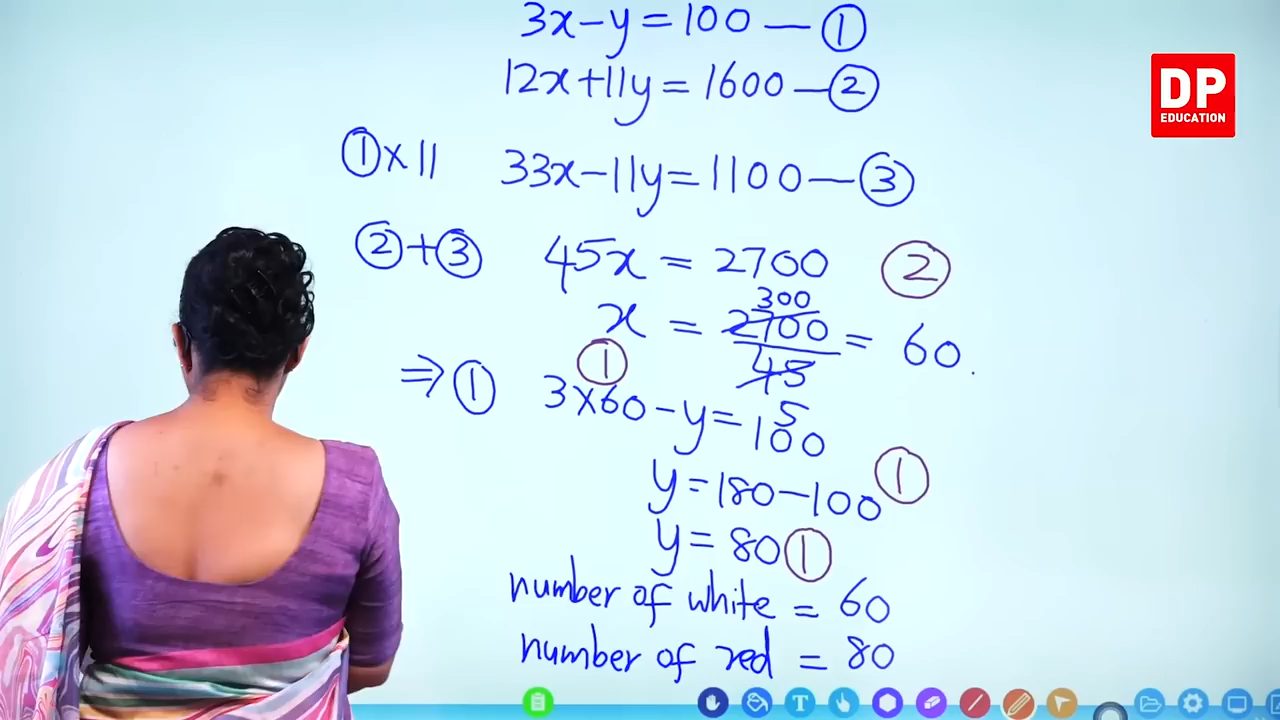 3x-y=100 — ①
12x+11y=1600 — ②
DP
EDUCATION
①×11 33x-11y=1100 — ③
②+③ 45x = 2700 ②
300
x = 2700/45 = 60.
5
①
⇒① 3×60-y=100
y=180-100 ①
y=80 ①
number of white = 60
number of red = 80
T